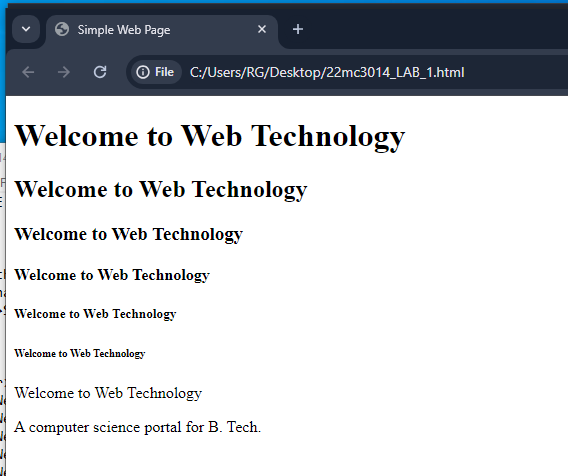 Simple Web Page
File C:/Users/RG/Desktop/22mc3014_LAB_1.html
Welcome to Web Technology
Welcome to Web Technology
Welcome to Web Technology
Welcome to Web Technology
Welcome to Web Technology
Welcome to Web Technology
Welcome to Web Technology
A computer science portal for B. Tech.